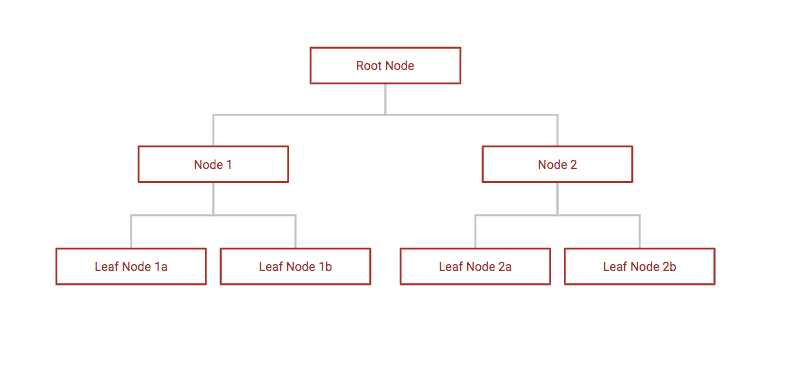 Root Node
Node 1
Node 2
Leaf Node 1a
Leaf Node 1b
Leaf Node 2a
Leaf Node 2b